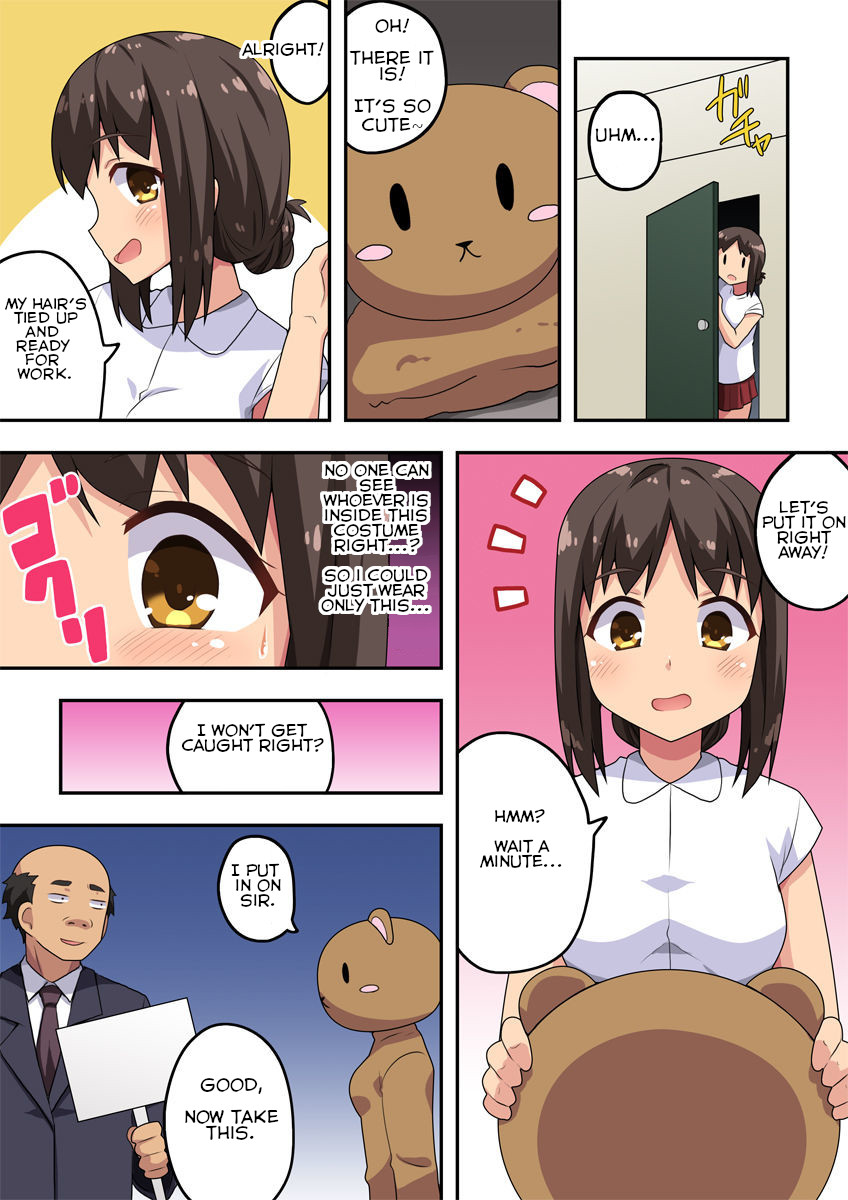 UHM...
ガチャ
OH!
THERE IT
IS!
IT'S SO
CUTE~
ALRIGHT!
MY HAIR'S
TIED UP
AND
READY
FOR
WORK.
LET'S
PUT IT ON
RIGHT
AWAY!
HMM?
WAIT A
MINUTE...
NO ONE CAN
SEE
WHOEVER IS
INSIDE THIS
COSTUME
RIGHT...?
SO I COULD
JUST WEAR
ONLY THIS...
ゴクリ
I WON'T GET
CAUGHT RIGHT?
I PUT
IN ON
SIR.
GOOD,
NOW TAKE
THIS.